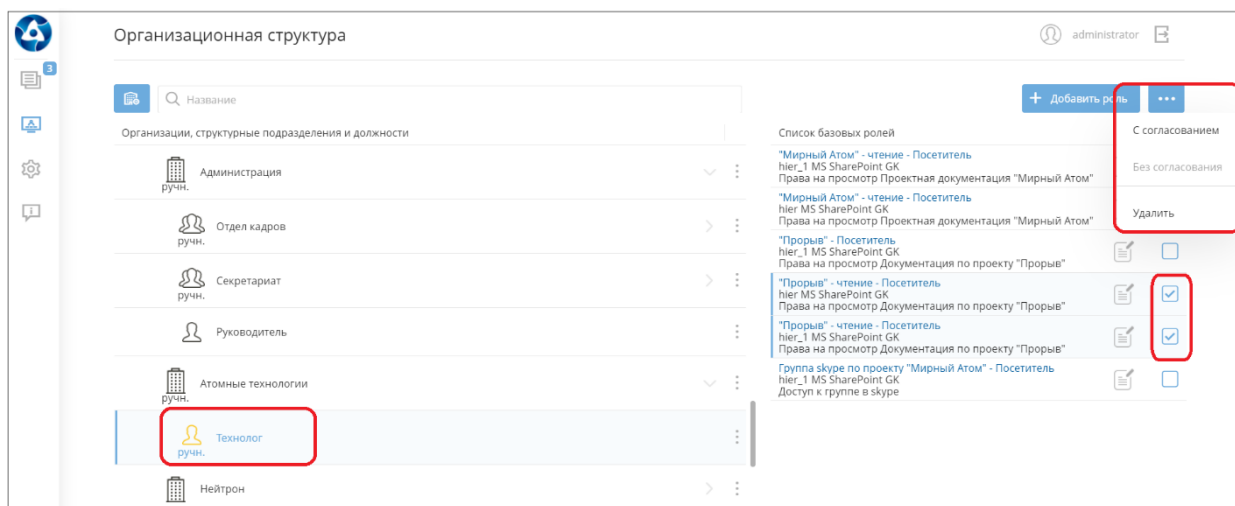 Организационная структура
administrator
3
Название
+ Добавить роль
Организации, структурные подразделения и должности
Список базовых ролей
С согласованием
Без согласования
Удалить
Администрация
ручн.
Отдел кадров
ручн.
Секретариат
ручн.
Руководитель
Атомные технологии
ручн.
Технолог
ручн.
Нейтрон
"Мирный Атом" - чтение - Посетитель
hier_1 MS SharePoint GK
Права на просмотр Проектная документация "Мирный Атом"
"Мирный Атом" - чтение - Посетитель
hier MS SharePoint GK
Права на просмотр Проектная документация "Мирный Атом"
"Прорыв" - Посетитель
hier_1 MS SharePoint GK
Права на просмотр Документация по проекту "Прорыв"
"Прорыв" - чтение - Посетитель
hier MS SharePoint GK
Права на просмотр Документация по проекту "Прорыв"
"Прорыв" - чтение - Посетитель
hier_1 MS SharePoint GK
Права на просмотр Документация по проекту "Прорыв"
Группа skype по проекту "Мирный Атом" - Посетитель
hier_1 MS SharePoint GK
Доступ к группе в skype